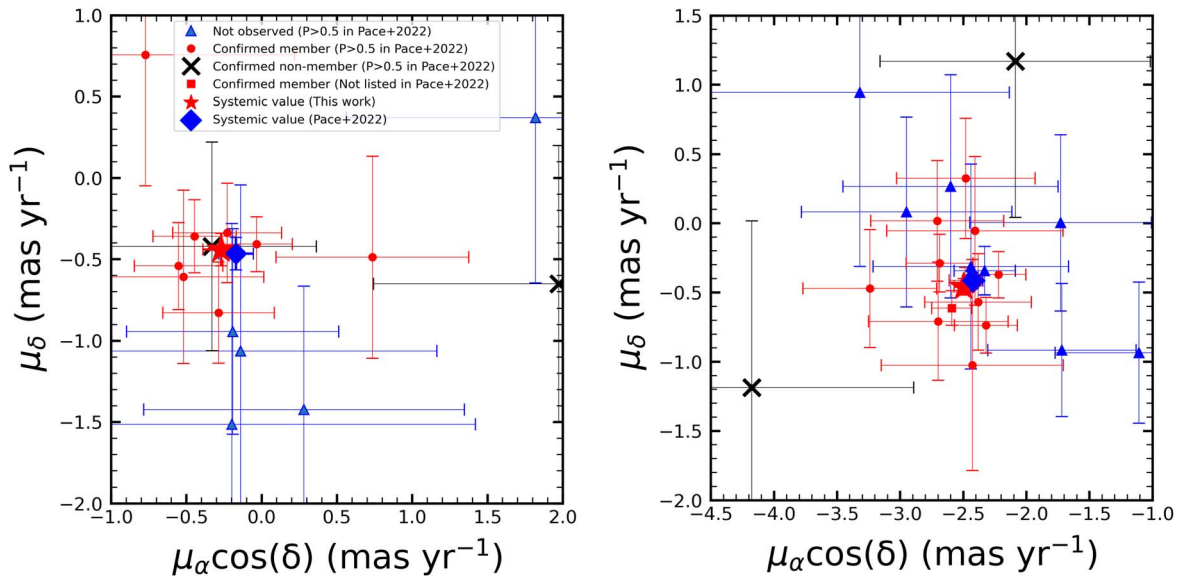 1.0
0.5
0.0
−0.5
−1.0
−1.5
−2.0
μδ (mas yr−1)
Not observed (P>0.5 in Pace+2022)
Confirmed member (P>0.5 in Pace+2022)
Confirmed non-member (P>0.5 in Pace+2022)
Confirmed member (Not listed in Pace+2022)
Systemic value (This work)
Systemic value (Pace+2022)
−1.0 −0.5 0.0 0.5 1.0 1.5 2.0
μαcos(δ) (mas yr−1)
1.5
1.0
0.5
0.0
−0.5
−1.0
−1.5
−2.0
μδ (mas yr−1)
−4.5 −4.0 −3.5 −3.0 −2.5 −2.0 −1.5 −1.0
μαcos(δ) (mas yr−1)